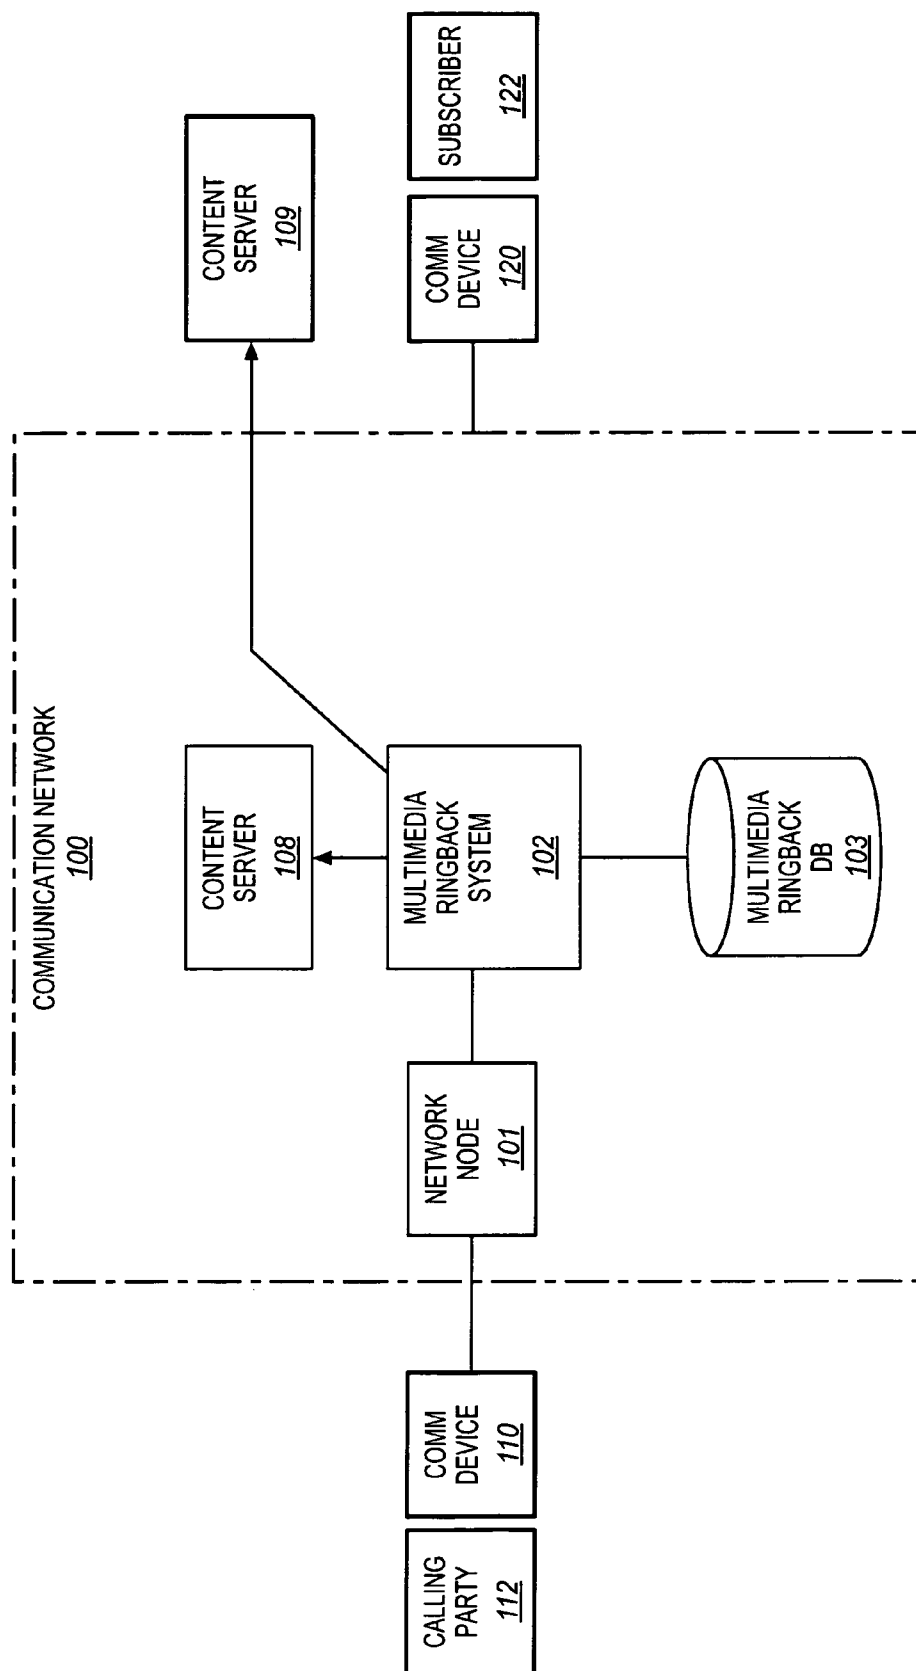 COMMUNICATION NETWORK
100
CONTENT
SERVER
109
CONTENT
SERVER
108
CALLING
PARTY
112
COMM
DEVICE
110
NETWORK
NODE
101
MULTIMEDIA
RINGBACK
SYSTEM
102
COMM
DEVICE
120
SUBSCRIBER
122
MULTIMEDIA
RINGBACK
DB
103